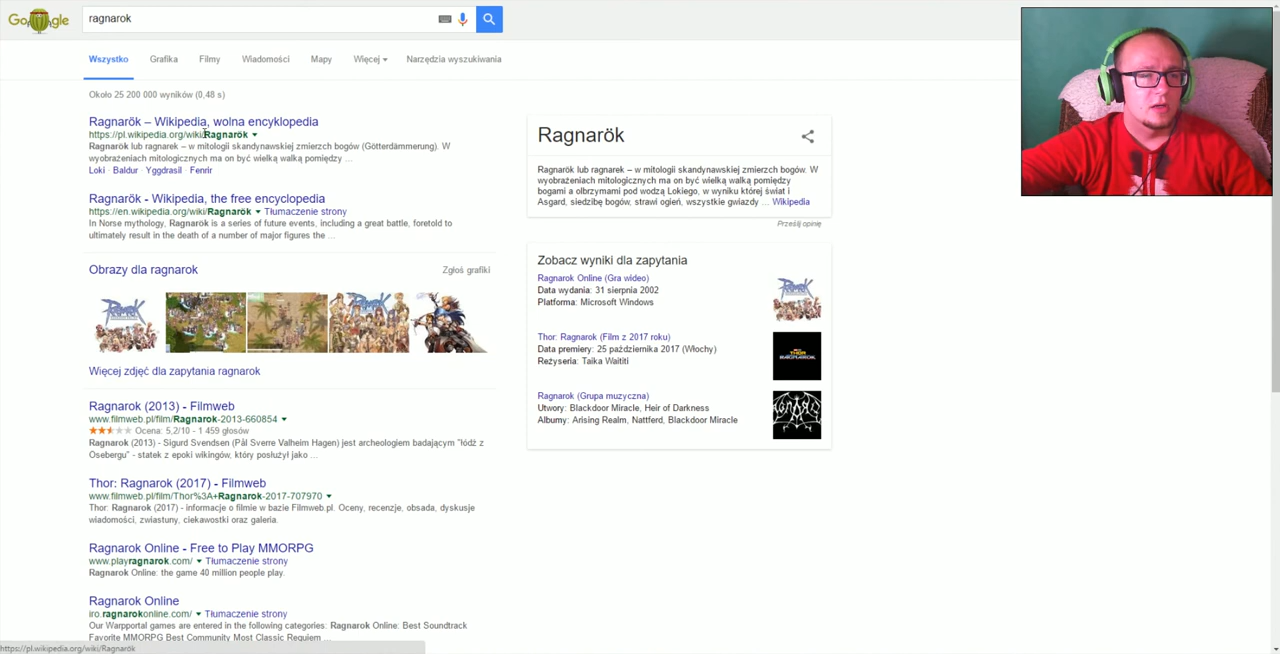 ragnarok
Wszystko Grafika Filmy Wiadomości Mapy Więcej Narzędzia wyszukiwania
Około 25 200 000 wyników (0,48 s)
Ragnarök – Wikipedia, wolna encyklopedia
https://pl.wikipedia.org/wiki/Ragnarök
Ragnarök lub ragnarek – w mitologii skandynawskiej zmierzch bogów (Götterdämmerung). W
wyobrażeniach mitologicznych ma on być wielką walką pomiędzy ...
Loki · Baldur · Yggdrasil · Fenrir
Ragnarök - Wikipedia, the free encyclopedia
https://en.wikipedia.org/wiki/Ragnarök Tłumaczenie strony
In Norse mythology, Ragnarök is a series of future events, including a great battle, foretold to
ultimately result in the death of a number of major figures the ...
Obrazy dla ragnarok Zgłoś grafiki
Więcej zdjęć dla zapytania ragnarok
Ragnarok (2013) - Filmweb
www.filmweb.pl/film/Ragnarok-2013-660854
Ocena: 5,2/10 - 1 459 głosów
Ragnarok (2013) - Sigurd Svendsen (Pål Sverre Valheim Hagen) jest archeologiem badającym "łódź z
Osebergu" - statek z epoki wikingów, który posłużył jako ...
Thor: Ragnarok (2017) - Filmweb
www.filmweb.pl/film/Thor%3A+Ragnarok-2017-707970
Thor: Ragnarok (2017) - informacje o filmie w bazie Filmweb.pl. Oceny, recenzje, obsada, dyskusje
wiadomości, zwiastuny, ciekawostki oraz galeria.
Ragnarok Online - Free to Play MMORPG
www.playragnarok.com/ Tłumaczenie strony
Ragnarok Online: the game 40 million people play.
Ragnarok Online
iro.ragnarokonline.com/ Tłumaczenie strony
Our Warpportal games are entered in the following categories: Ragnarok Online: Best Soundtrack
Favorite MMORPG Best Community Most Classic Requiem ...
https://pl.wikipedia.org/wiki/Ragnarök
Ragnarök
Ragnarök lub ragnarek – w mitologii skandynawskiej zmierzch bogów. W
wyobrażeniach mitologicznych ma on być wielką walką pomiędzy
bogami a olbrzymami pod wodzą Lokiego, w wyniku której świat i
Asgard, siedzibę bogów, strawi ogień, wszystkie gwiazdy ... Wikipedia
Prześlij opinię
Zobacz wyniki dla zapytania
Ragnarok Online (Gra wideo)
Data wydania: 31 sierpnia 2002
Platforma: Microsoft Windows
Thor: Ragnarok (Film z 2017 roku)
Data premiery: 25 października 2017 (Włochy)
Reżyseria: Taika Waititi
THOR
RAGNAROK
Ragnarok (Grupa muzyczna)
Utwory: Blackdoor Miracle, Heir of Darkness
Albumy: Arising Realm, Nattferd, Blackdoor Miracle